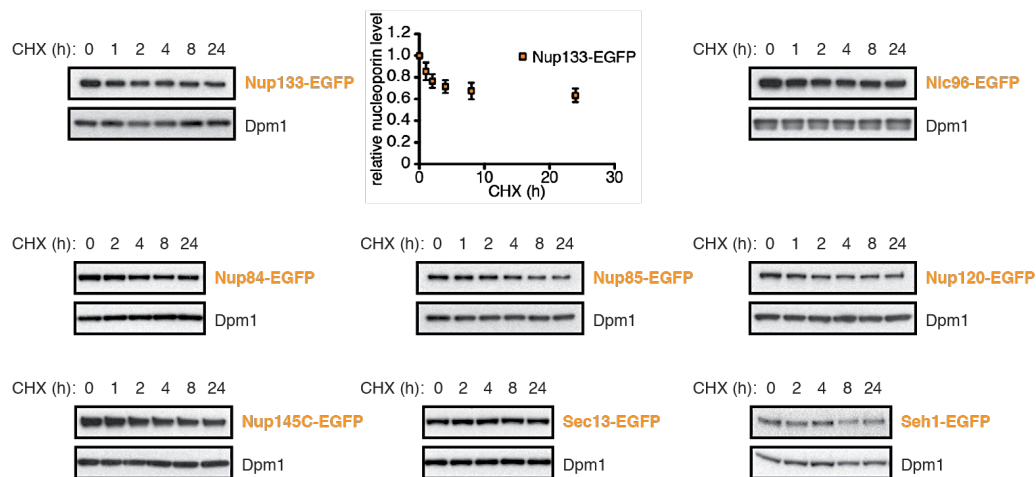 CHX (h): 0 1 2 4 8 24
Nup133-EGFP
Dpm1
relative nucleoporin level
1.2
1.0
0.8
0.6
0.4
0.2
0
0 10 20 30
CHX (h)
Nup133-EGFP
CHX (h): 0 1 2 4 8 24
Nic96-EGFP
Dpm1
CHX (h): 0 2 4 8 24
Nup84-EGFP
Dpm1
CHX (h): 0 1 2 4 8 24
Nup85-EGFP
Dpm1
CHX (h): 0 1 2 4 8 24
Nup120-EGFP
Dpm1
CHX (h): 0 1 2 4 8 24
Nup145C-EGFP
Dpm1
CHX (h): 0 2 4 8 24
Sec13-EGFP
Dpm1
CHX (h): 0 2 4 8 24
Seh1-EGFP
Dpm1